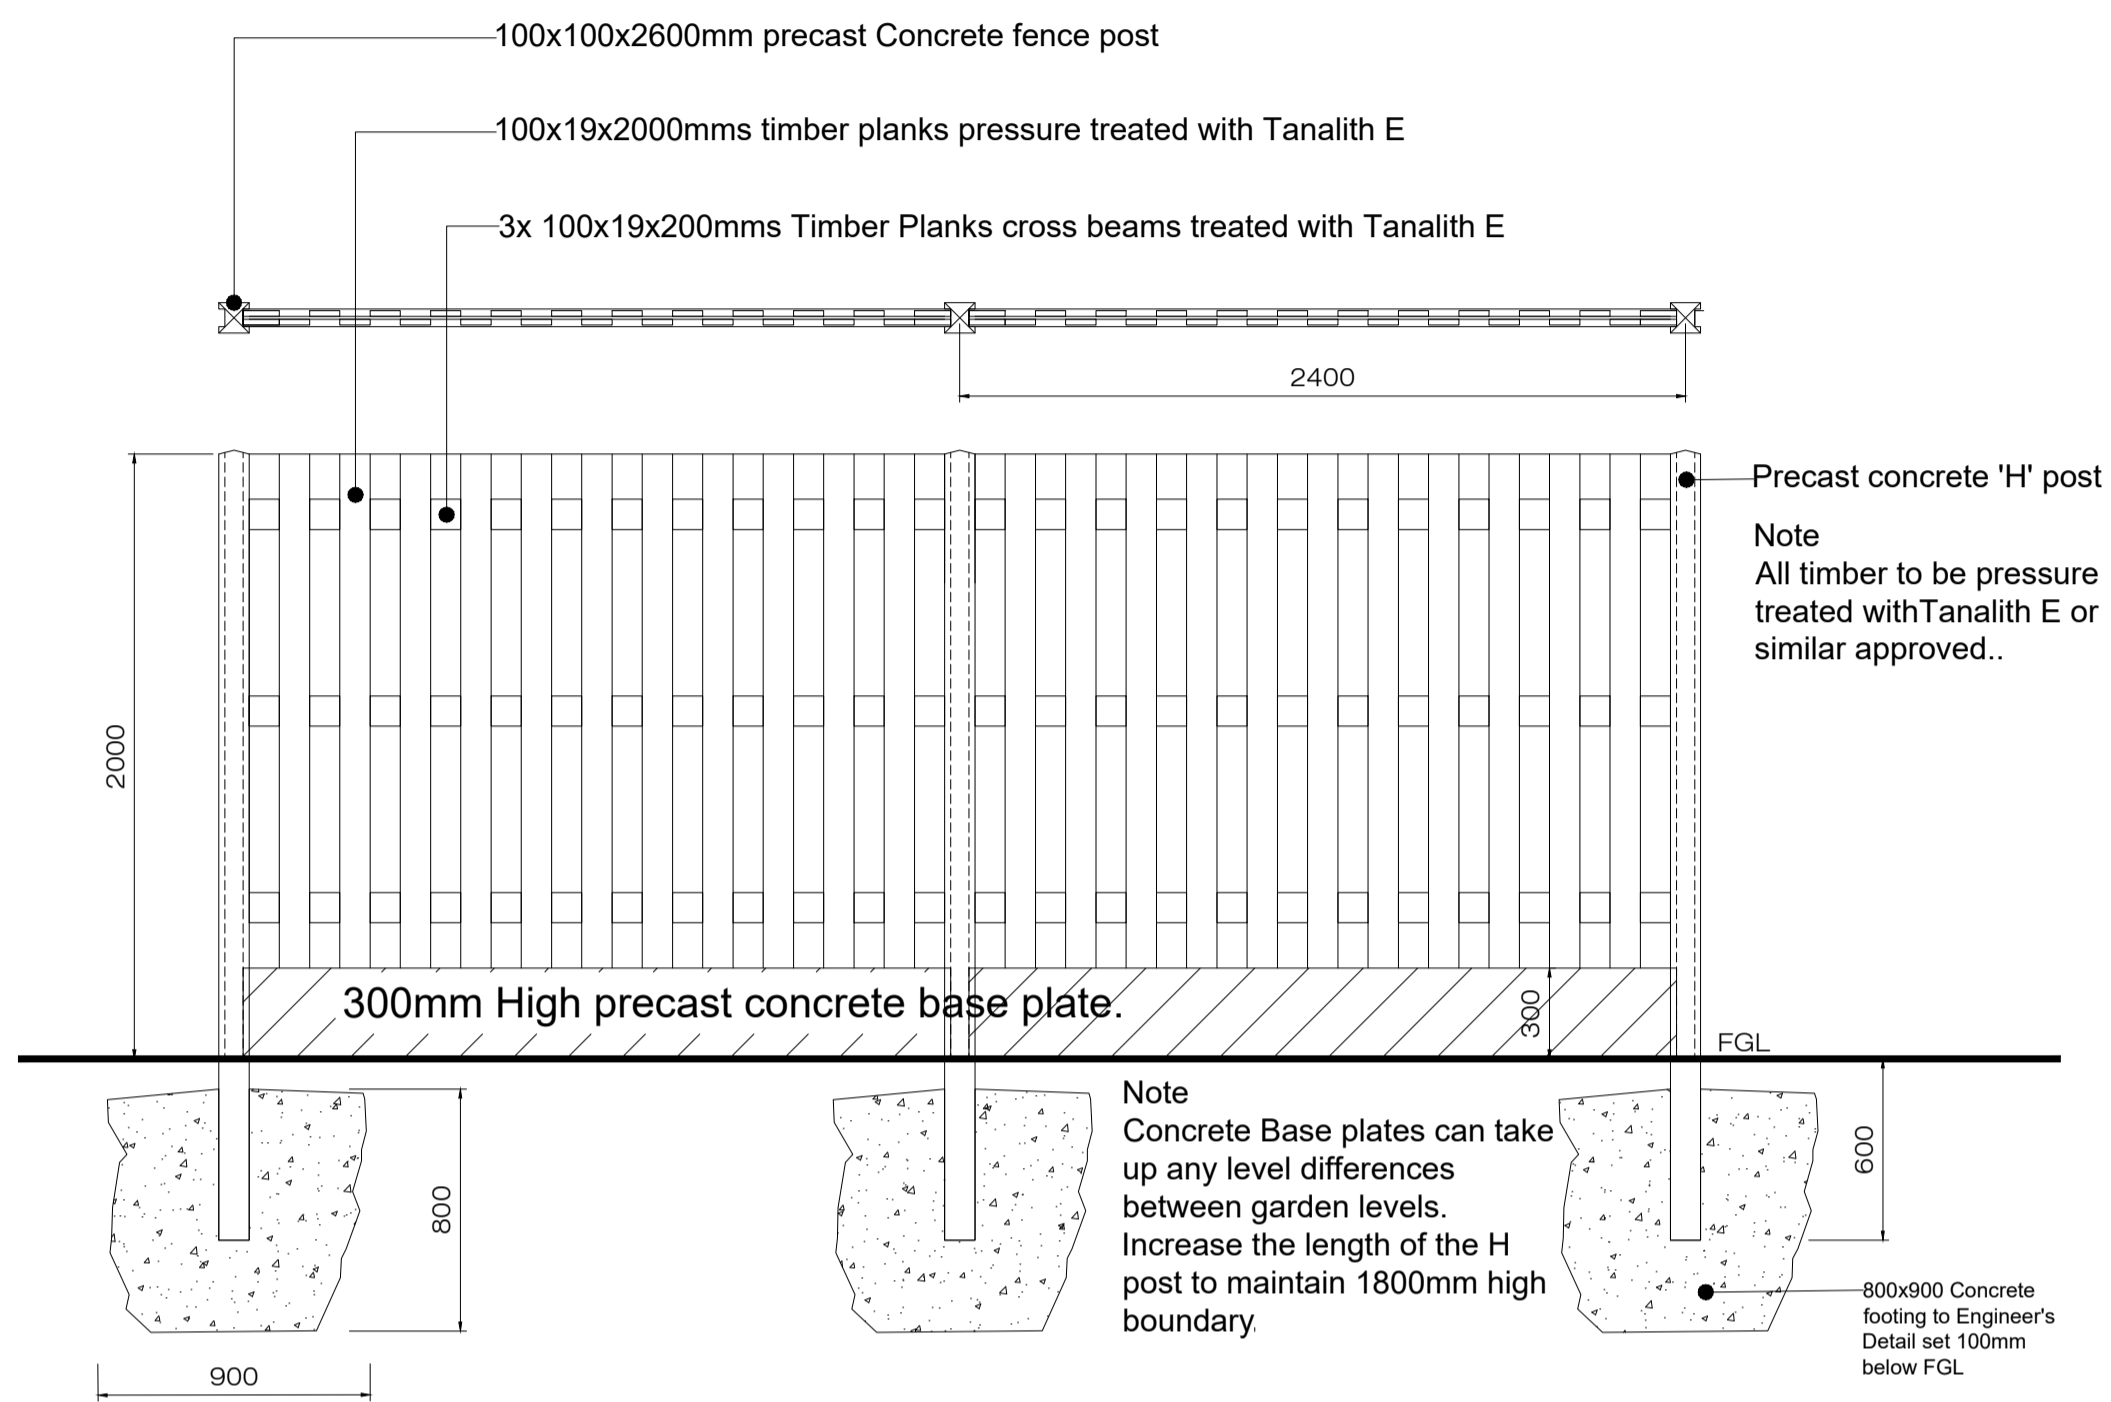 100x100x2600mm precast Concrete fence post
100x19x2000mms timber planks pressure treated with Tanalith E
3x 100x19x200mms Timber Planks cross beams treated with Tanalith E
2400
2000
Precast concrete 'H' post
Note
All timber to be pressure
treated withTanalith E or
similar approved..
300mm High precast concrete base plate.
300
FGL
800
900
Note
Concrete Base plates can take
up any level differences
between garden levels.
Increase the length of the H
post to maintain 1800mm high
boundary.
600
800x900 Concrete
footing to Engineer's
Detail set 100mm
below FGL